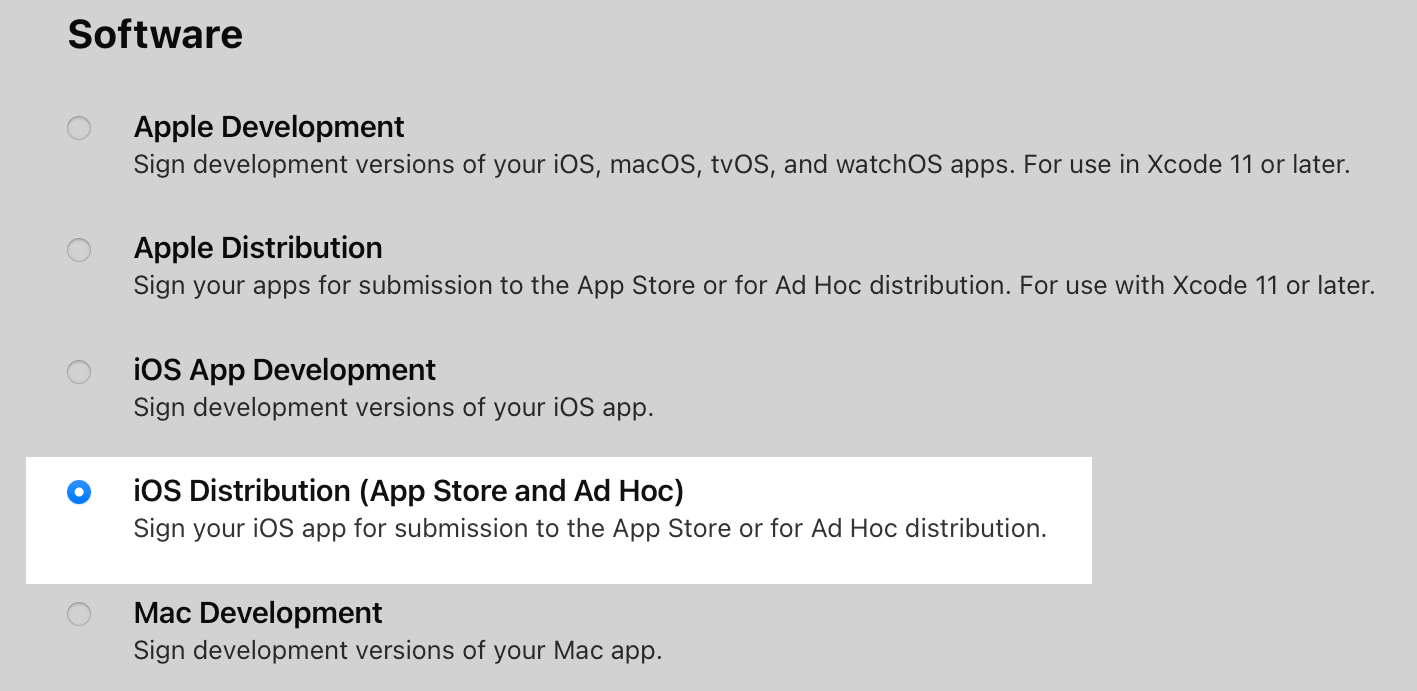 Software
Apple Development
Sign development versions of your iOS, macOS, tvOS, and watchOS apps. For use in Xcode 11 or later.
Apple Distribution
Sign your apps for submission to the App Store or for Ad Hoc distribution. For use with Xcode 11 or later.
iOS App Development
Sign development versions of your iOS app.
iOS Distribution (App Store and Ad Hoc)
Sign your iOS app for submission to the App Store or for Ad Hoc distribution.
Mac Development
Sign development versions of your Mac app.